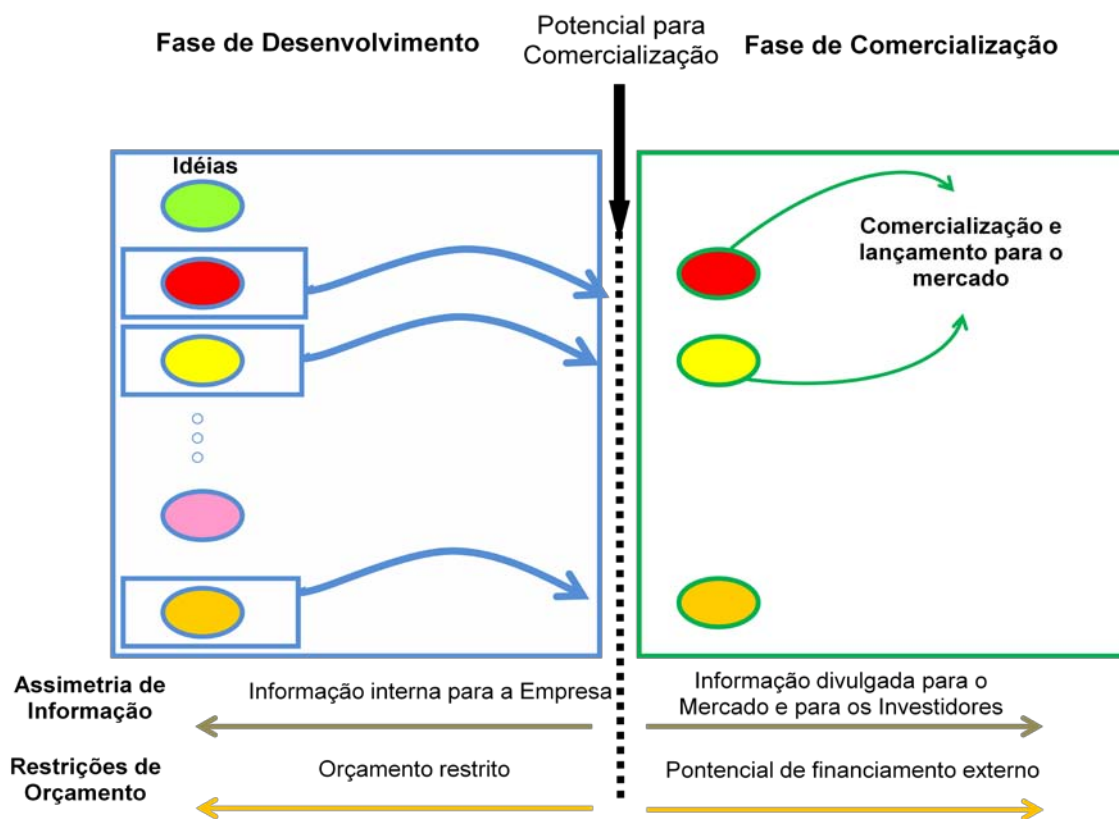 Fase de Desenvolvimento
Potencial para
Comercialização
Fase de Comercialização
Idéias
Comercialização e
lançamento para o
mercado
Assimetria de
Informação
Informação interna para a Empresa
Informação divulgada para o
Mercado e para os Investidores
Restrições de
Orçamento
Orçamento restrito
Pontencial de financiamento externo